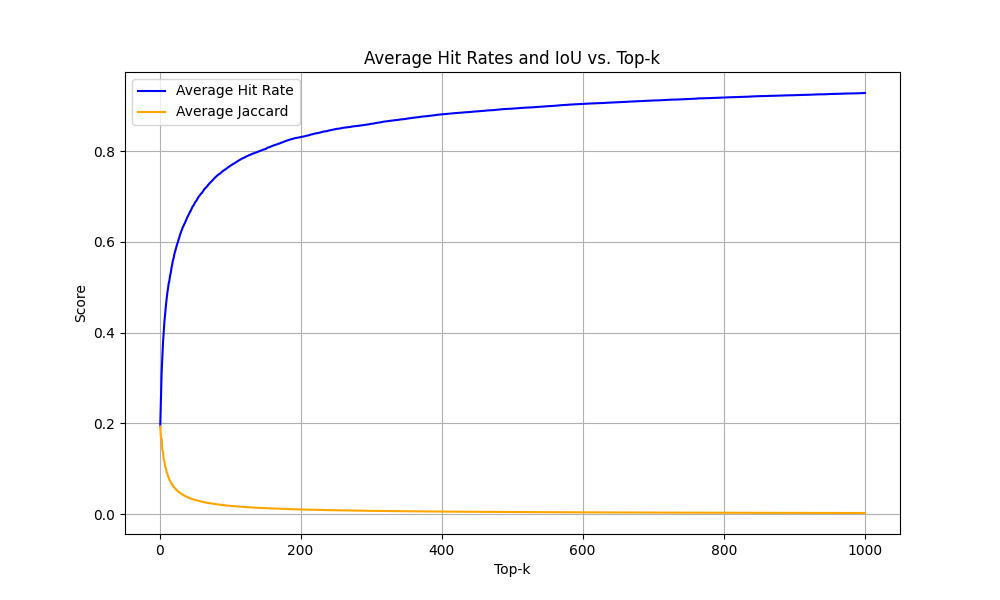 Average Hit Rates and IoU vs. Top-k
Average Hit Rate
Average Jaccard
0.8
0.6
0.4
0.2
0.0
Score
0
200
400
600
800
1000
Top-k